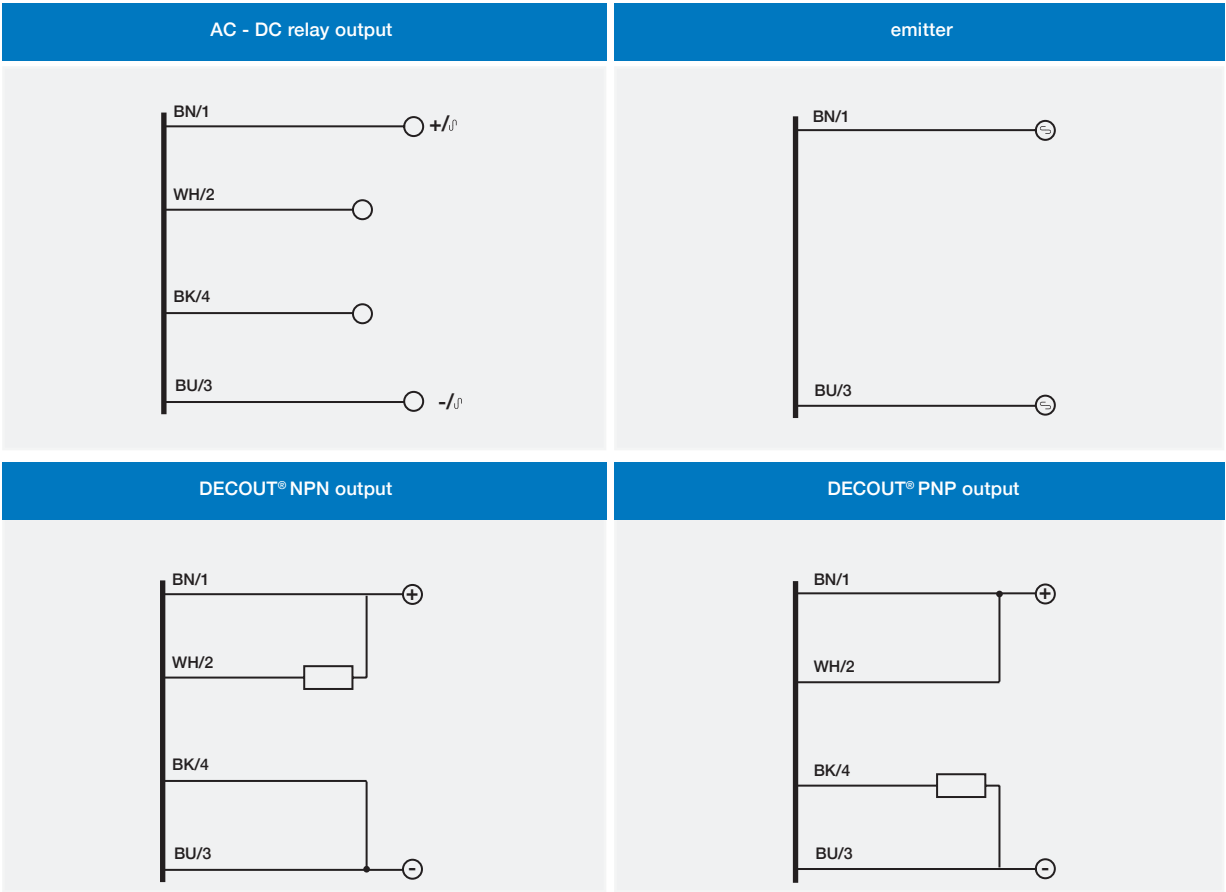 AC - DC relay output
emitter
BN/1
+/
WH/2
BK/4
BU/3
-/
BN/1
BU/3
DECOUT® NPN output
DECOUT® PNP output
BN/1
+
WH/2
BK/4
BU/3
-
BN/1
+
WH/2
BK/4
BU/3
-